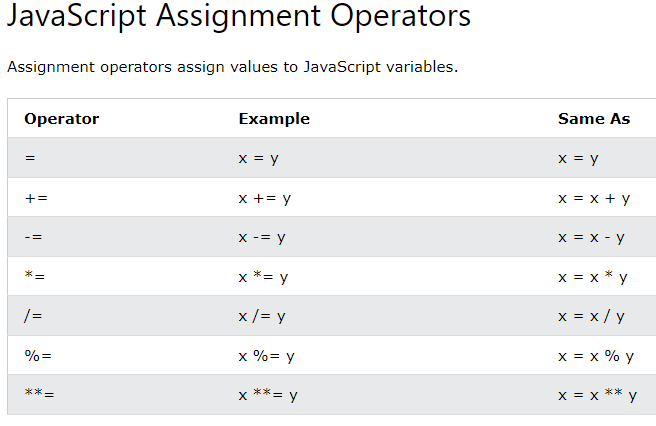 JavaScript Assignment Operators
Assignment operators assign values to JavaScript variables.
Operator Example Same As
= x = y x = y
+= x += y x = x + y
-= x -= y x = x - y
*= x *= y x = x * y
/= x /= y x = x / y
%= x %= y x = x % y
**= x **= y x = x ** y